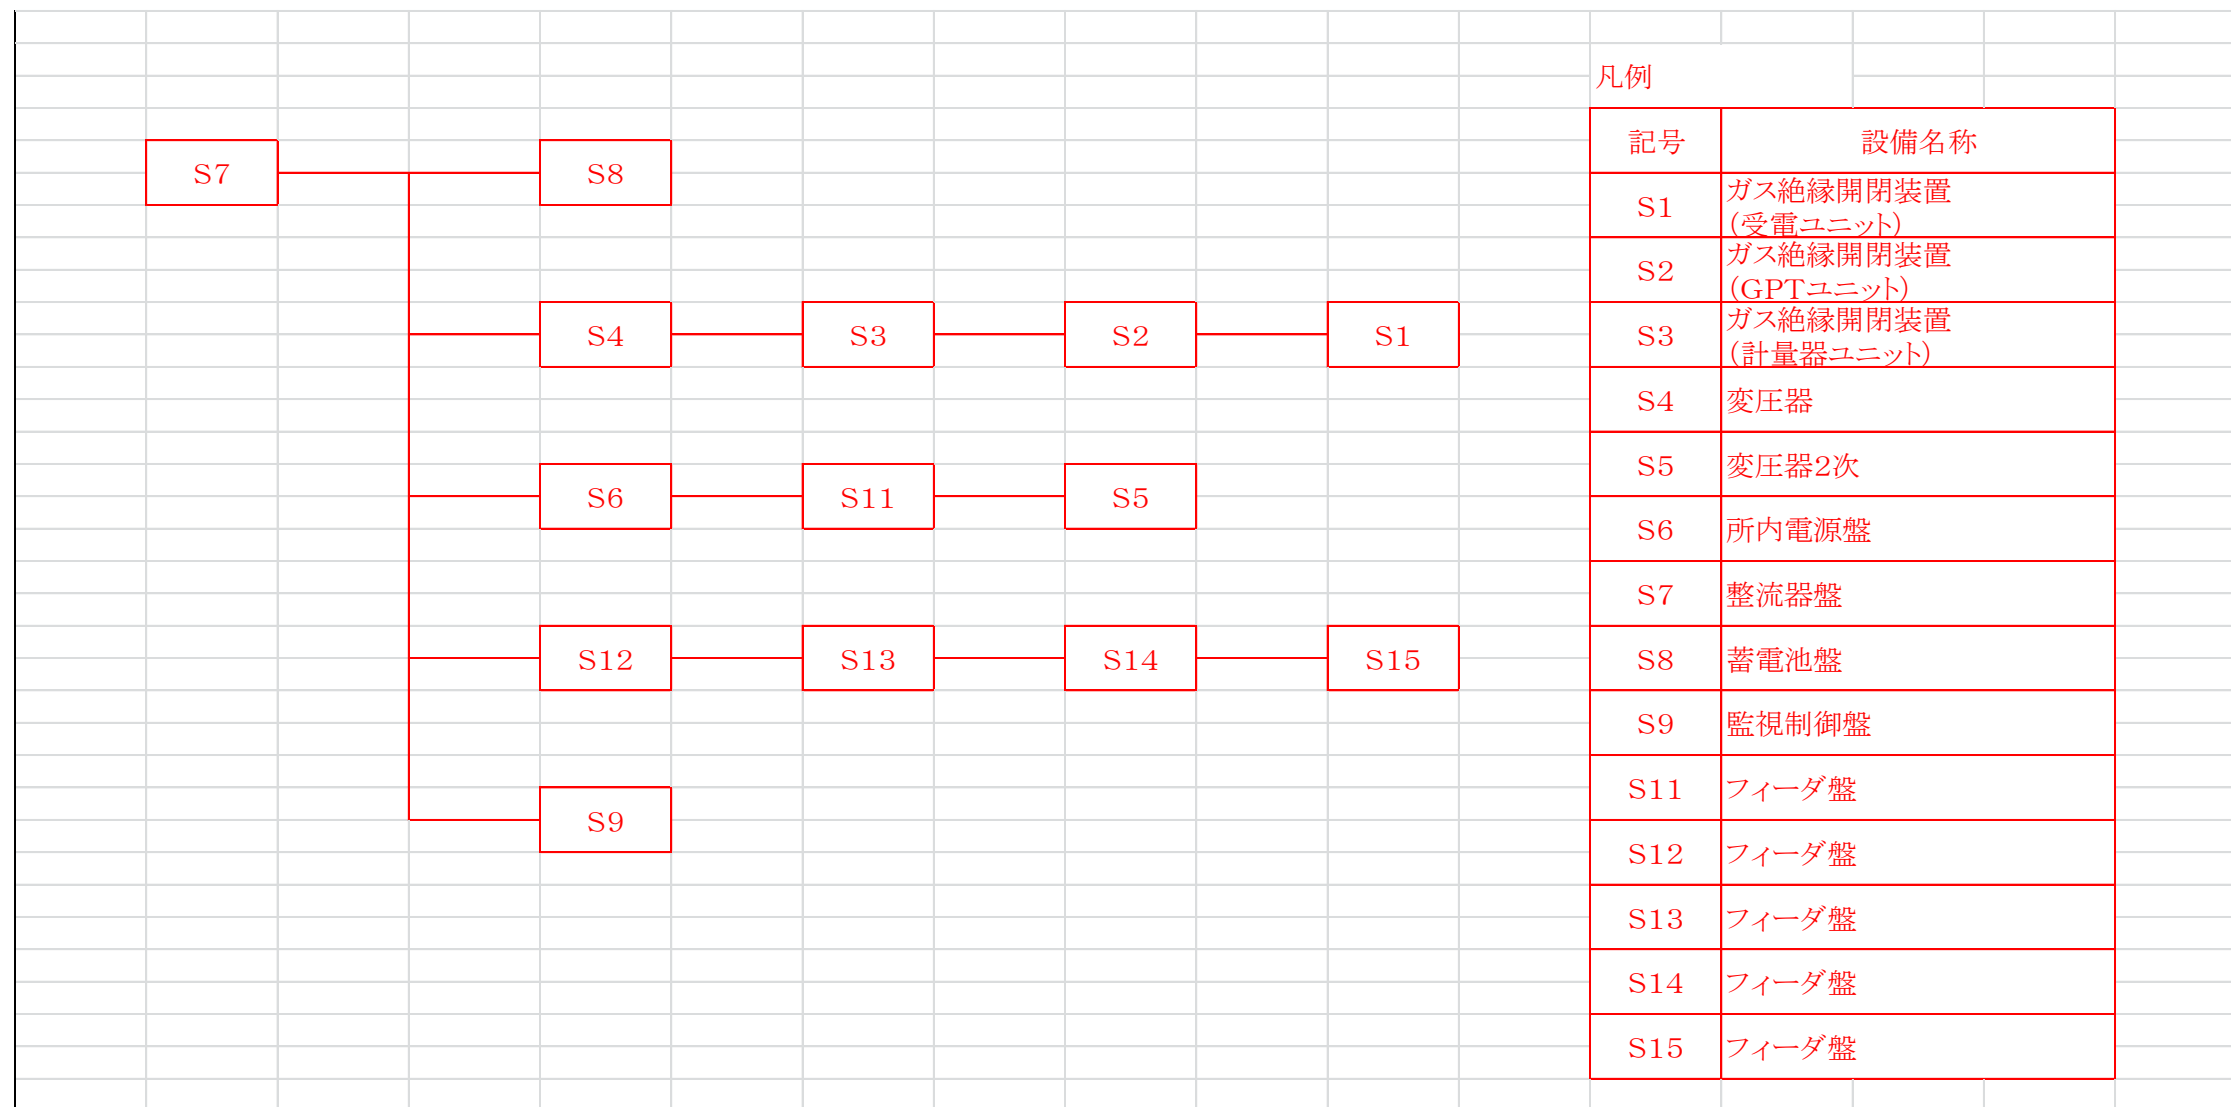 凡例
記号 設備名称
S7 S8
S1 ガス絶縁開閉装置
(受電ユニット)
S2 ガス絶縁開閉装置
(GPTユニット)
S4 S3 S2 S1
S3 ガス絶縁開閉装置
(計量器ユニット)
S4 変圧器
S5 変圧器2次
S6 S11 S5
S6 所内電源盤
S7 整流器盤
S12 S13 S14 S15
S8 蓄電池盤
S9 監視制御盤
S11 フィーダ盤
S9
S12 フィーダ盤
S13 フィーダ盤
S14 フィーダ盤
S15 フィーダ盤